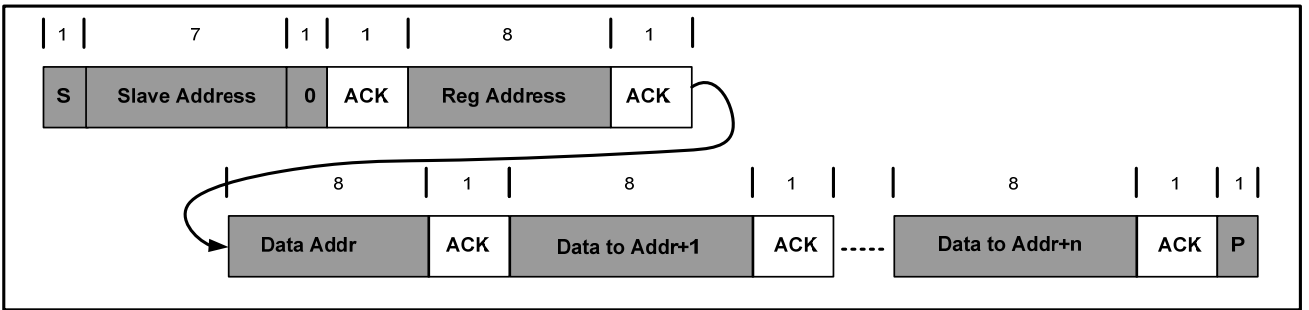 1 7 1 1 8 1
S Slave Address 0 ACK Reg Address ACK
8 1 8 1 8 1 1
Data Addr ACK Data to Addr+1 ACK Data to Addr+n ACK P